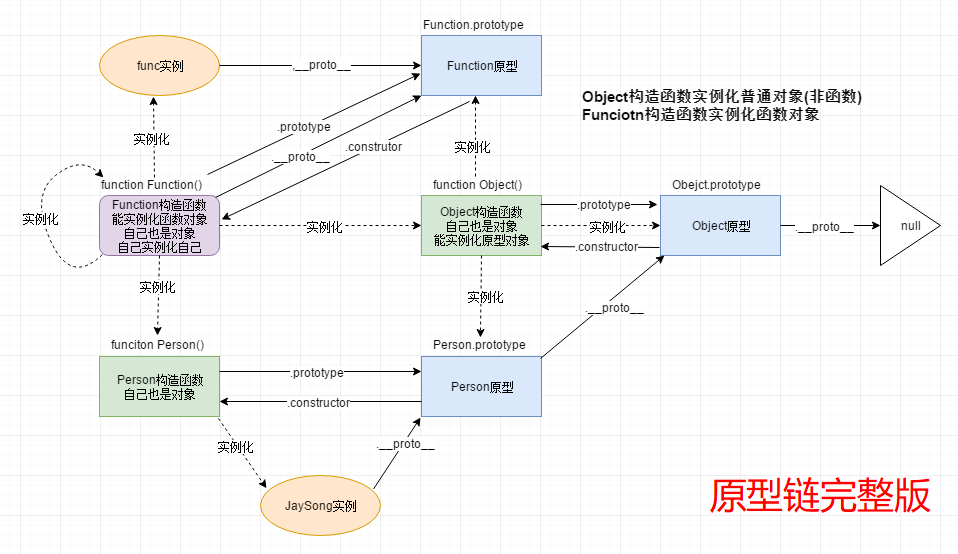 Function.prototype
func实例
.__proto__
Function原型
Object构造函数实例化普通对象(非函数)
Funciotn构造函数实例化函数对象
.prototype
实例化
.__proto__
.construtor
实例化
function Function()
function Object()
Obejct.prototype
Function构造函数
能实例化函数对象
自己也是对象
自己实例化自己
实例化
实例化
Object构造函数
自己也是对象
能实例化原型对象
.prototype
实例化
.constructor
Object原型
.__proto__
null
实例化
实例化
.__proto__
funciton Person()
Person.prototype
Person构造函数
自己也是对象
.prototype
.constructor
Person原型
实例化
.__proto__
JaySong实例
原型链完整版